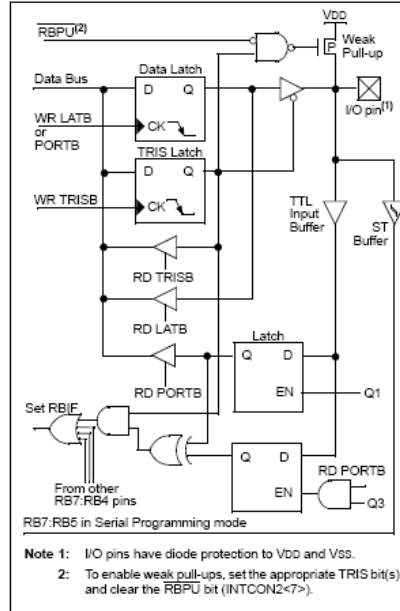 VDD
RBPU(2)
Weak
Pull-up
P
Data Bus
Data Latch
D Q
I/O pin(1)
WR LATB
or
PORTB
CK
TRIS Latch
D Q
WR TRISB
CK
TTL
Input
Buffer
ST
Buffer
RD TRISB
RD LATB
Latch
Q D
RD PORTB
EN
Q1
Set RBIF
Q D
RD PORTB
EN
Q3
From other
RB7:RB4 pins
RB7:RB5 in Serial Programming mode
Note 1: I/O pins have diode protection to VDD and VSS.
2: To enable weak pull-ups, set the appropriate TRIS bit(s)
and clear the RBPU bit (INTCON2<7>).